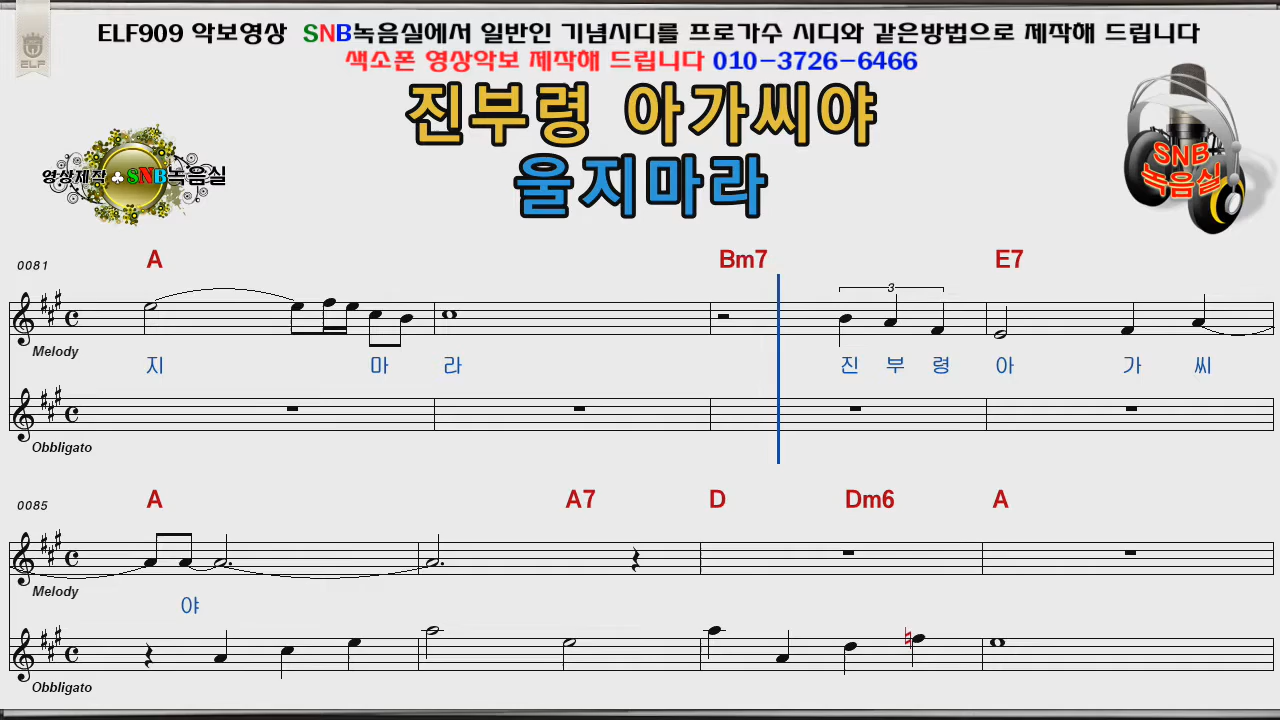 ELF909 악보영상 SNB녹음실에서 일반인 기념시디를 프로가수 시디와 같은방법으로 제작해 드립니다
ELF
색소폰 영상악보 제작해 드립니다 010-3726-6466
진부령 아가씨야
울지마라
영상제작 ♣ SNB녹음실
SNB
녹음실
0081 A Bm7 E7
3
Melody
지 마 라 진 부 령 아 가 씨
Obbligato
0085 A A7 D Dm6 A
Melody
야
Obbligato